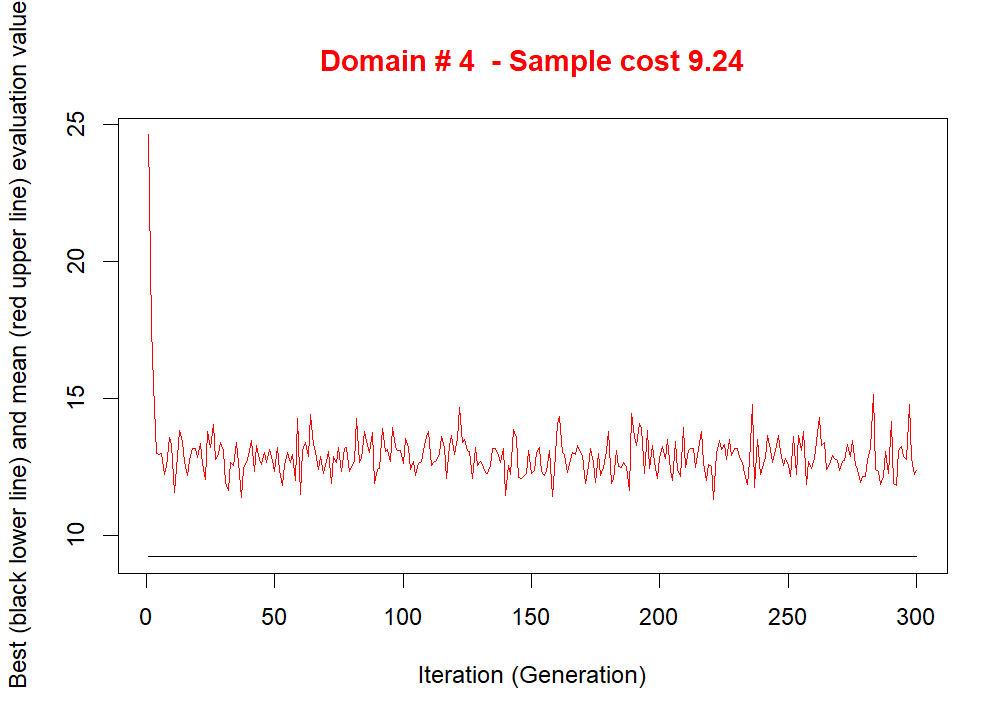 Domain # 4 - Sample cost 9.24
Best (black lower line) and mean (red upper line) evaluation value
25
20
15
10
0 50 100 150 200 250 300
Iteration (Generation)